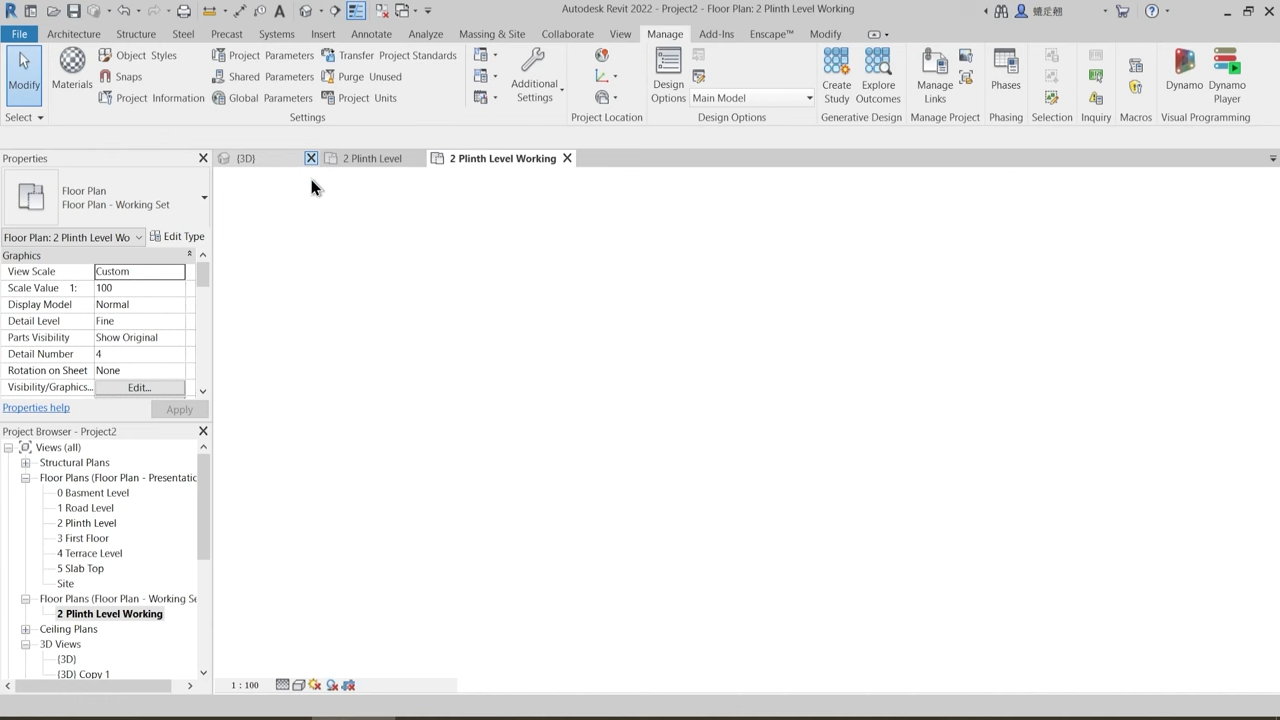 Autodesk Revit 2022 - Project2 - Floor Plan: 2 Plinth Level Working
File Architecture Structure Steel Precast Systems Insert Annotate Analyze Massing & Site Collaborate View Manage Add-Ins Enscape™ Modify
Modify
Materials
Object Styles
Snaps
Project Information
Project Parameters
Shared Parameters
Global Parameters
Transfer Project Standards
Purge Unused
Project Units
Additional
Settings
Design
Options
Main Model
Create
Study
Explore
Outcomes
Manage
Links
Phases
Dynamo
Dynamo
Player
Select Settings Project Location Design Options Generative Design Manage Project Phasing Selection Inquiry Macros Visual Programming
Properties
{3D} 2 Plinth Level 2 Plinth Level Working
Floor Plan
Floor Plan - Working Set
Floor Plan: 2 Plinth Level Wo
Edit Type
Graphics
View Scale Custom
Scale Value 1: 100
Display Model Normal
Detail Level Fine
Parts Visibility Show Original
Detail Number 4
Rotation on Sheet None
Visibility/Graphics... Edit...
Properties help Apply
Project Browser - Project2
Views (all)
Structural Plans
Floor Plans (Floor Plan - Presentatic
0 Basment Level
1 Road Level
2 Plinth Level
3 First Floor
4 Terrace Level
5 Slab Top
Site
Floor Plans (Floor Plan - Working Se
2 Plinth Level Working
Ceiling Plans
3D Views
{3D}
{3D} Copy 1
1 : 100